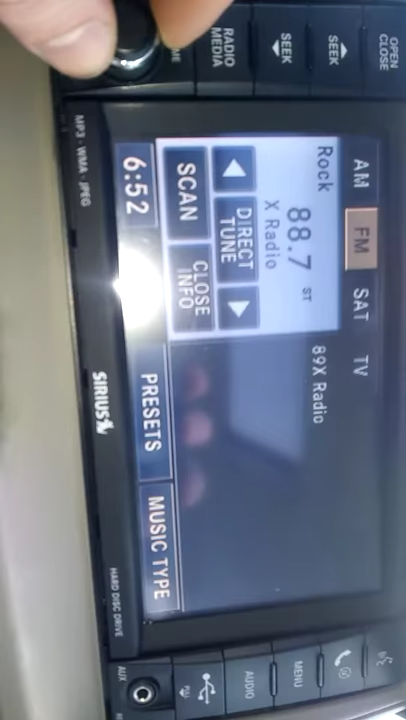 OPEN
CLOSE
SEEK
SEEK
RADIO
MEDIA
AM
FM
SAT
TV
Rock
88.7 ST
X Radio
89X Radio
DIRECT
TUNE
SCAN
CLOSE
INFO
6:52
PRESETS
MUSIC TYPE
MP3 • WMA • JPEG
SIRIUS
HARD DISC DRIVE
MENU
AUDIO
AUX